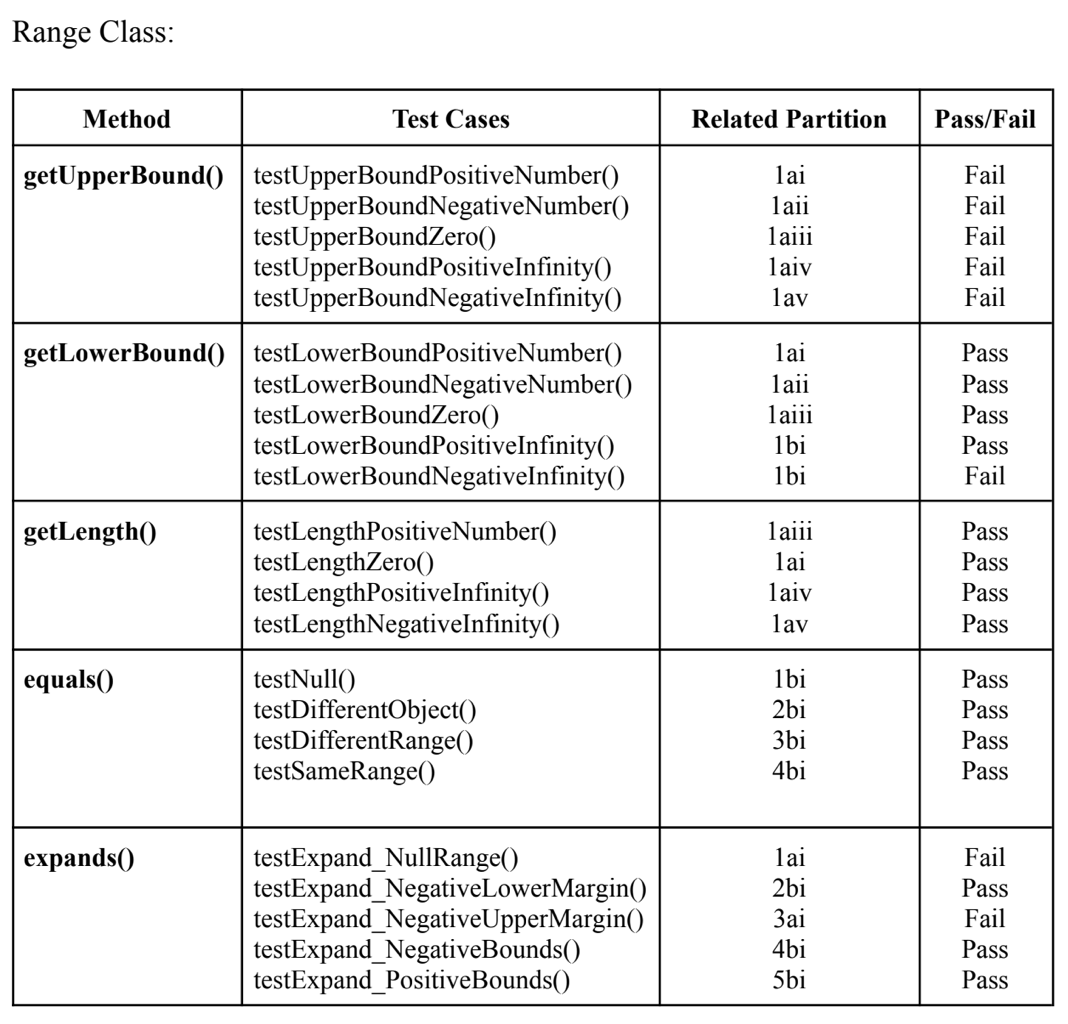 Range Class:
Method Test Cases Related Partition Pass/Fail
getUpperBound() testUpperBoundPositiveNumber() 1ai Fail
testUpperBoundNegativeNumber() 1aii Fail
testUpperBoundZero() 1aiii Fail
testUpperBoundPositiveInfinity() 1aiv Fail
testUpperBoundNegativeInfinity() 1av Fail
getLowerBound() testLowerBoundPositiveNumber() 1ai Pass
testLowerBoundNegativeNumber() 1aii Pass
testLowerBoundZero() 1aiii Pass
testLowerBoundPositiveInfinity() 1bi Pass
testLowerBoundNegativeInfinity() 1bi Fail
getLength() testLengthPositiveNumber() 1aiii Pass
testLengthZero() 1ai Pass
testLengthPositiveInfinity() 1aiv Pass
testLengthNegativeInfinity() 1av Pass
equals() testNull() 1bi Pass
testDifferentObject() 2bi Pass
testDifferentRange() 3bi Pass
testSameRange() 4bi Pass
expands() testExpand_NullRange() 1ai Fail
testExpand_NegativeLowerMargin() 2bi Pass
testExpand_NegativeUpperMargin() 3ai Fail
testExpand_NegativeBounds() 4bi Pass
testExpand_PositiveBounds() 5bi Pass